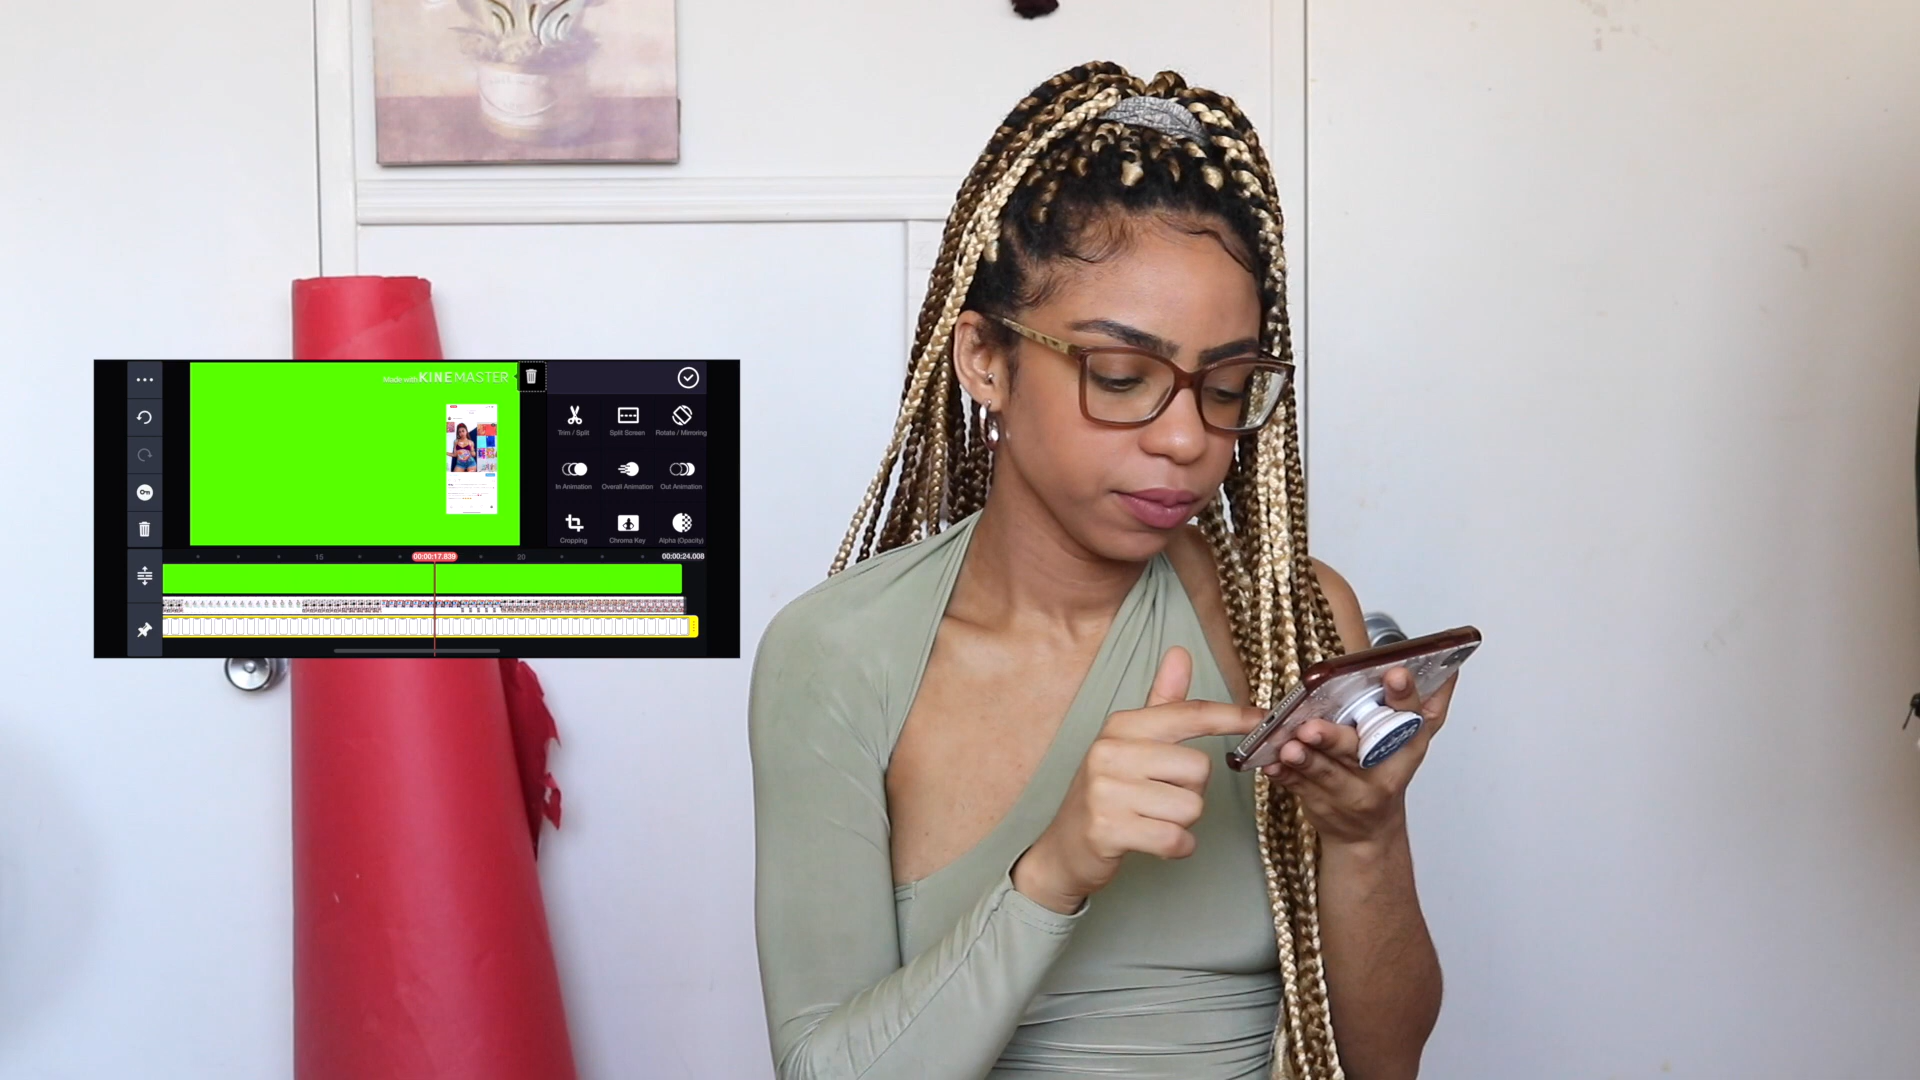 Made with KINEMASTER
Trim / Split
Split Screen
Rotate / Mirroring
In Animation
Overall Animation
Out Animation
Cropping
Chroma Key
Alpha (Opacity)
15
00:00:17.839
20
00:00:24.008